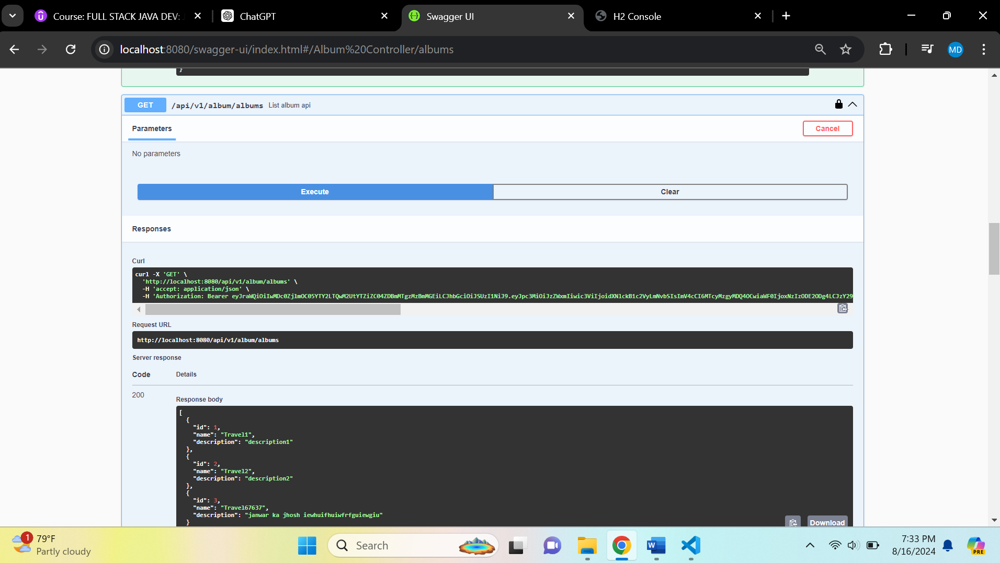 Course: FULL STACK JAVA DEV: J
ChatGPT
Swagger UI
H2 Console
localhost:8080/swagger-ui/index.html#/Album%20Controller/albums
MD
}
GET /api/v1/album/albums List album api
Parameters
Cancel
No parameters
Execute
Clear
Responses
Curl
curl -X 'GET' \
'http://localhost:8080/api/v1/album/albums' \
-H 'accept: application/json' \
-H 'Authorization: Bearer
Request URL
http://localhost:8080/api/v1/album/albums
Server response
Code Details
200
Response body
[
{
"id": 1,
"name": "Travel1",
"description": "description1"
},
{
"id": 2,
"name": "Travel2",
"description": "description2"
},
{
"id": 3,
"name": "Travel67637",
"description": "janwar ka jhosh iewhuifhuiwfrfguiewgiu"
}
Download
1
79°F
Partly cloudy
Search
W
7:33 PM
8/16/2024
PRE